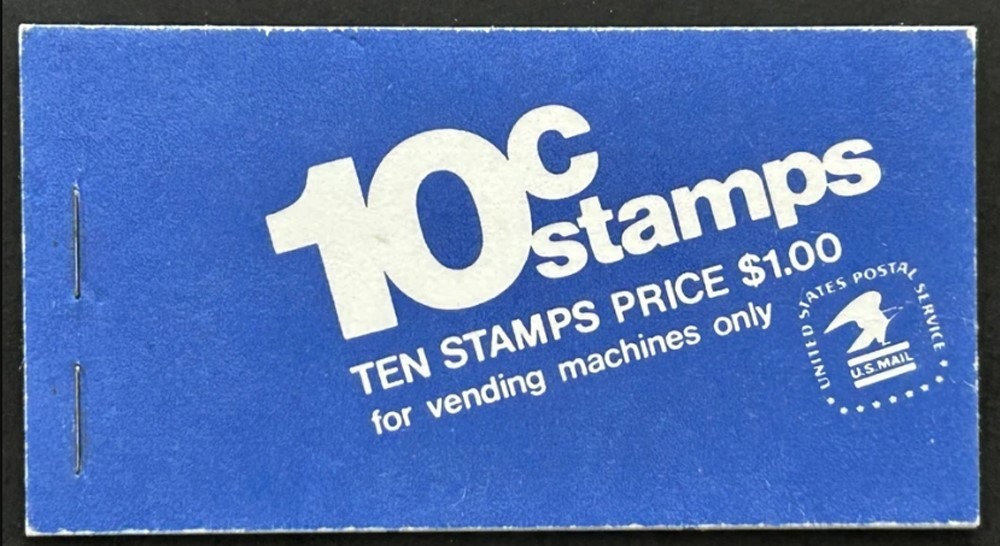 10c
stamps
TEN STAMPS PRICE $1.00
for vending machines only
UNITED STATES POSTAL SERVICE
U.S.MAIL